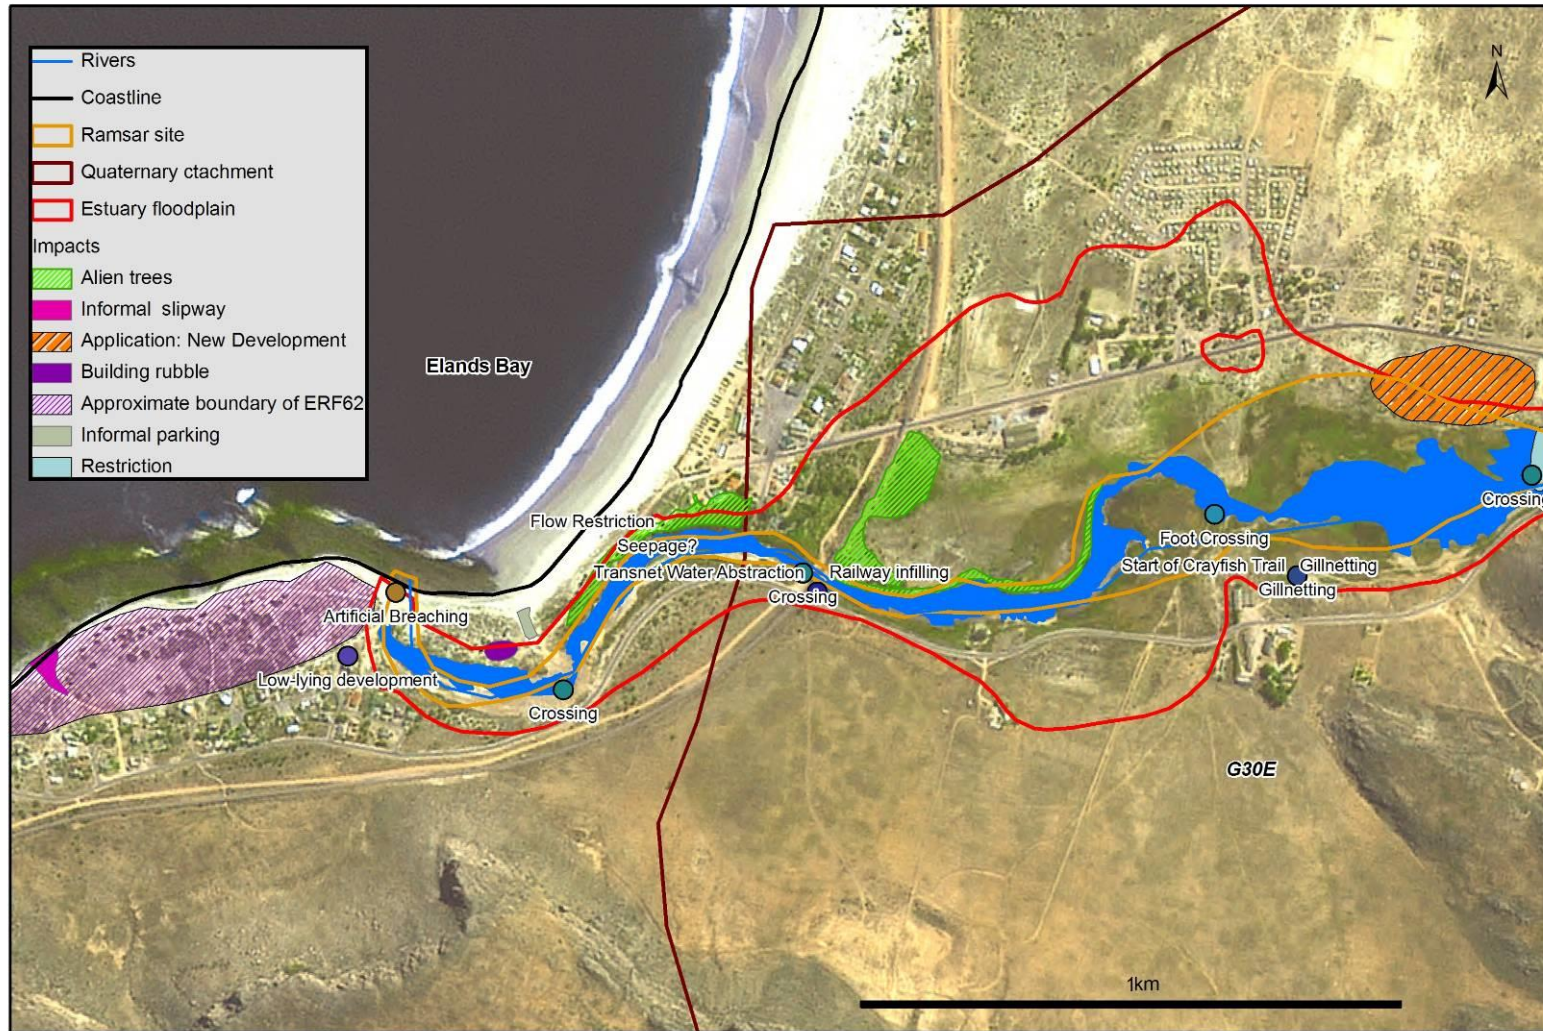 Rivers
Coastline
Ramsar site
Quaternary ctachment
Estuary floodplain
Impacts
Alien trees
Informal slipway
Application: New Development
Building rubble
Approximate boundary of ERF62
Informal parking
Restriction
N
Elands Bay
Flow Restriction
Seepage?
Transnet Water Abstraction
Railway infilling
Crossing
Artificial Breaching
Low-lying development
Crossing
Crossing
Foot Crossing
Start of Crayfish Trail
Gillnetting
Gillnetting
G30E
1km